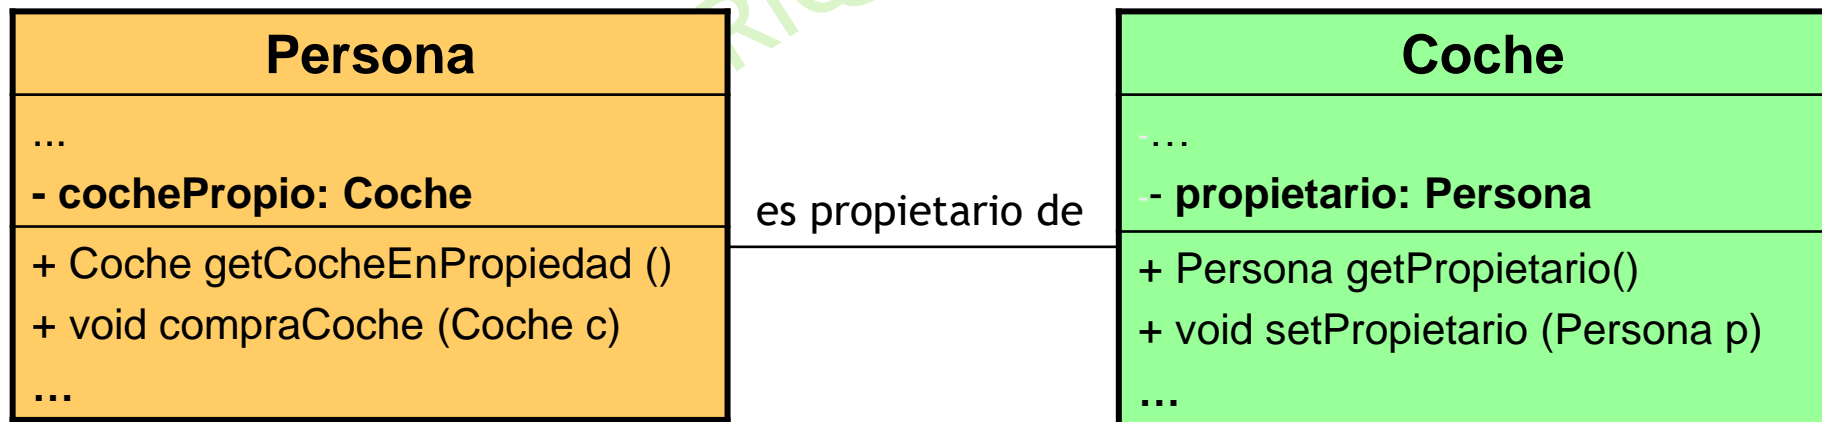 Persona
...
- cochePropio: Coche
+ Coche getCocheEnPropiedad ()
+ void compraCoche (Coche c)
...
es propietario de
Coche
-...
-- propietario: Persona
+ Persona getPropietario()
+ void setPropietario (Persona p)
...